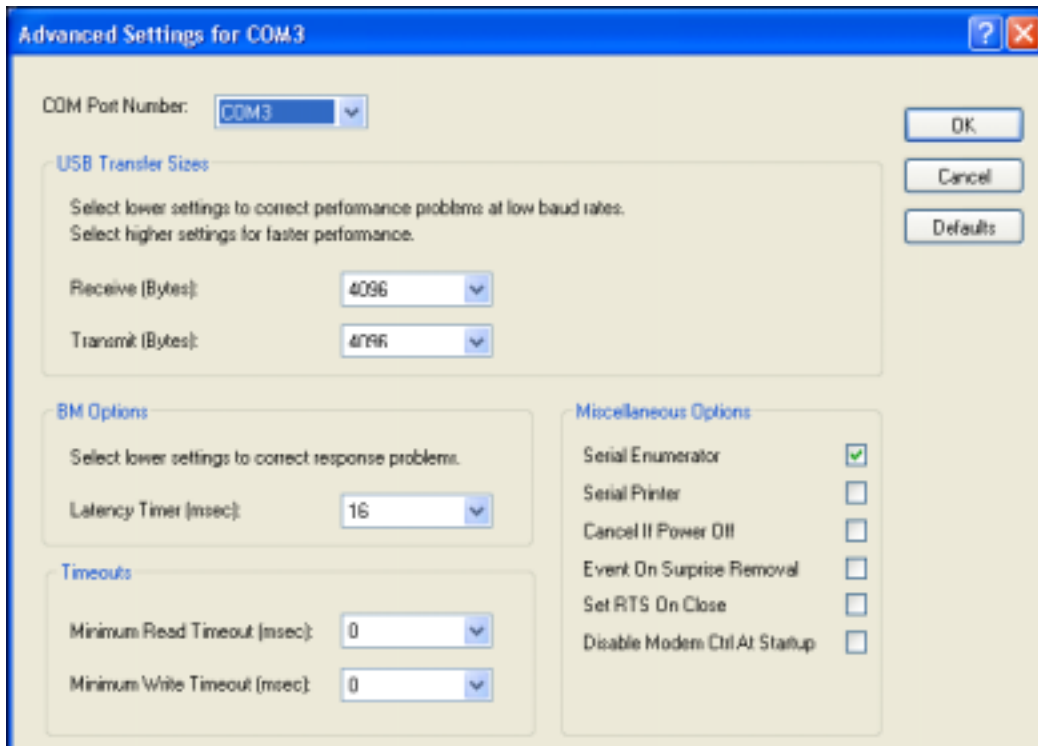 Advanced Settings for COM3
COM Port Number: COM3
OK
USB Transfer Sizes
Cancel
Select lower settings to correct performance problems at low baud rates.
Defaults
Select higher settings for faster performance.
Receive (Bytes): 4096
Transmit (Bytes): 4096
BM Options
Select lower settings to correct response problems.
Latency Timer (msec): 16
Timeouts
Minimum Read Timeout (msec): 0
Minimum Write Timeout (msec): 0
Miscellaneous Options
Serial Enumerator
Serial Printer
Cancel If Power Off
Event On Surprise Removal
Set RTS On Close
Disable Modem Ctrl At Startup